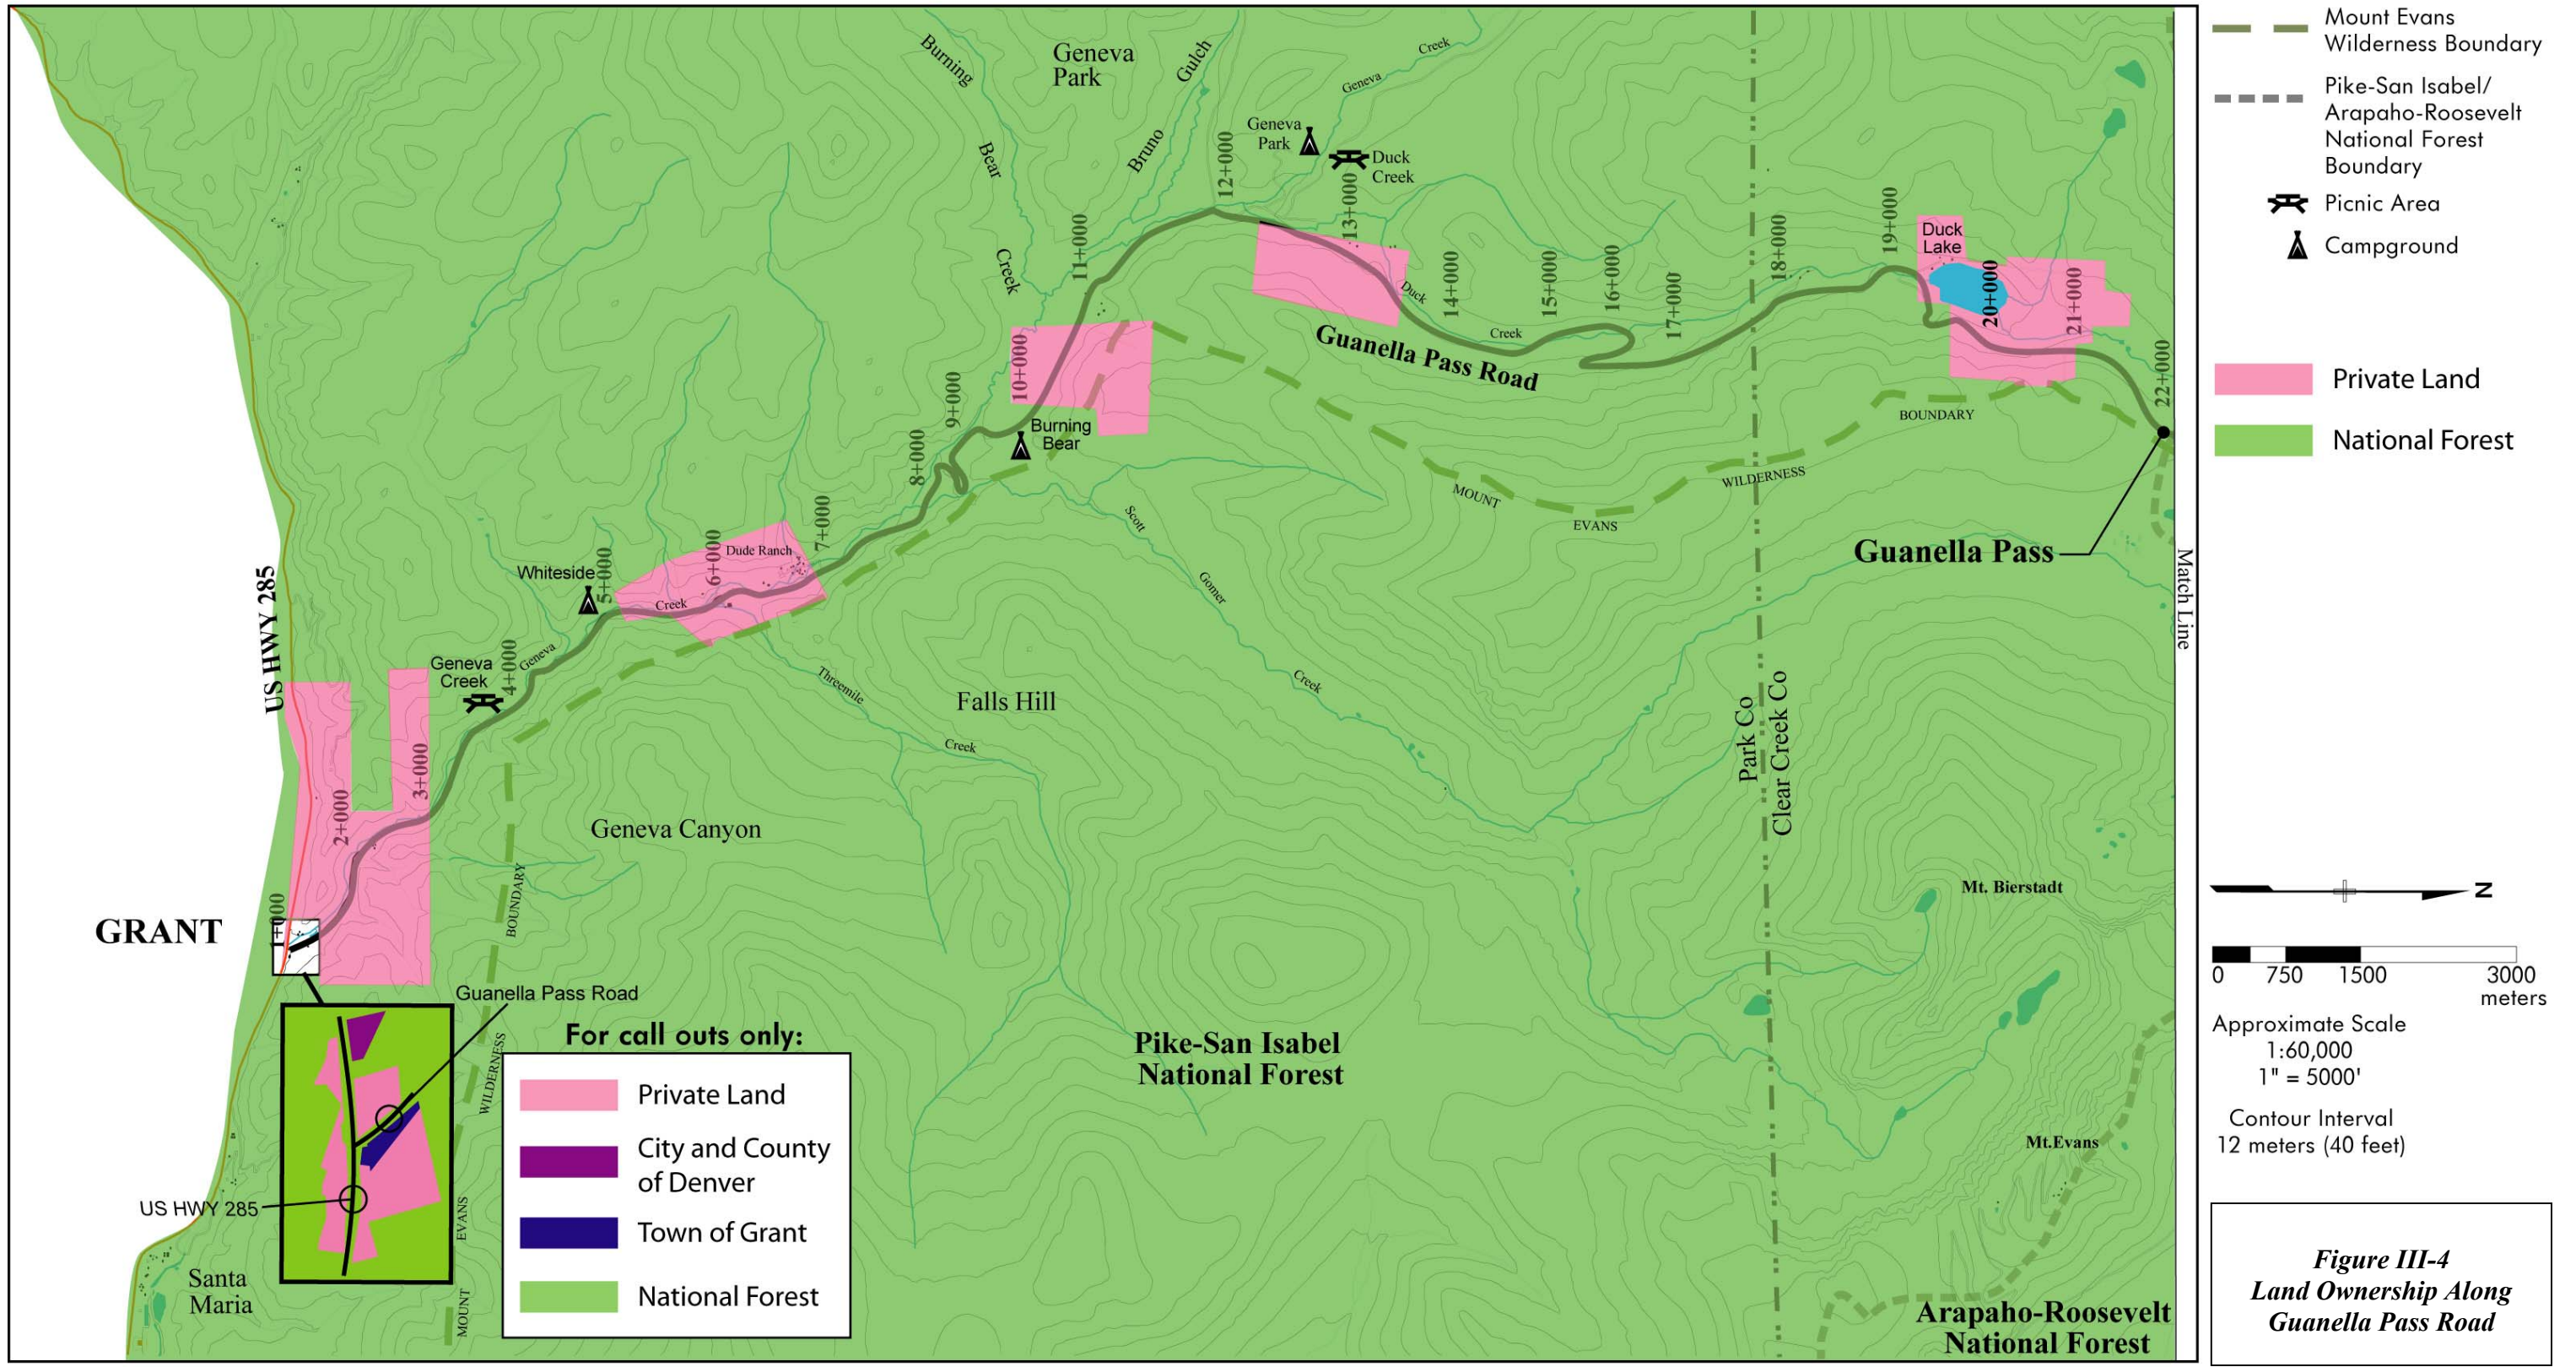 Burning
Bear
Creek
Geneva
Park
Bruno
Gulch
Geneva
Creek
Geneva
Park
Duck
Creek
12+000
13+000
11+000
10+000
9+000
8+000
7+000
6+000
5+000
4+000
3+000
2+000
1+000
14+000
15+000
16+000
17+000
18+000
19+000
20+000
21+000
22+000
Duck
Lake
Duck
Creek
Guanella Pass Road
Burning
Bear
Dude Ranch
Whiteside
Creek
Geneva
Geneva
Creek
US HWY 285
GRANT
MOUNT
EVANS
WILDERNESS
BOUNDARY
Guanella Pass
Match Line
Scott
Gomer
Creek
Threemile
Creek
Falls Hill
Geneva Canyon
Park Co
Clear Creek Co
Mt. Bierstadt
Mt.Evans
BOUNDARY
WILDERNESS
EVANS
MOUNT
Guanella Pass Road
US HWY 285
Santa
Maria
For call outs only:
Private Land
City and County
of Denver
Town of Grant
National Forest
Pike-San Isabel
National Forest
Arapaho-Roosevelt
National Forest
Mount Evans
Wilderness Boundary
Pike-San Isabel/
Arapaho-Roosevelt
National Forest
Boundary
Picnic Area
Campground
Private Land
National Forest
N
0 750 1500 3000
meters
Approximate Scale
1:60,000
1" = 5000'
Contour Interval
12 meters (40 feet)
Figure III-4
Land Ownership Along
Guanella Pass Road